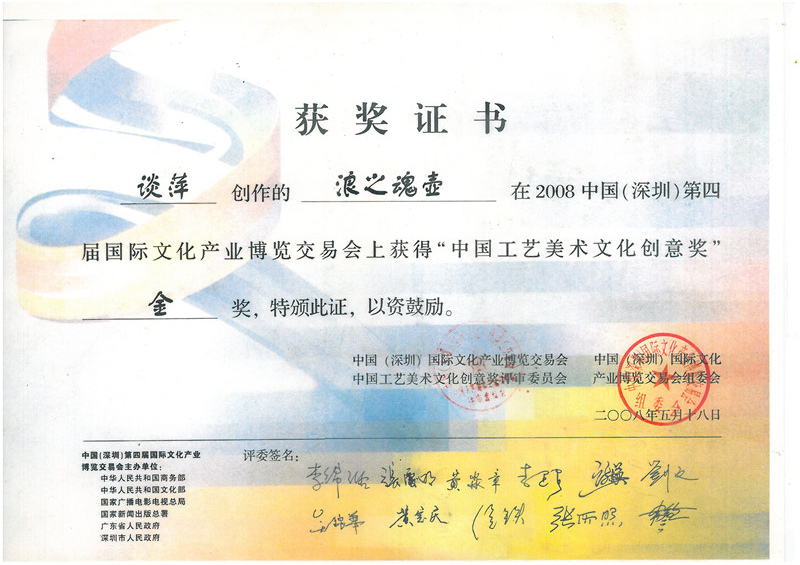 获奖证书
谈萍 创作的 浪之魂壶 在2008中国(深圳)第四
届国际文化产业博览交易会上获得“中国工艺美术文化创意奖”
金 奖,特颁此证,以资鼓励。
中国(深圳)国际文化产业博览交易会
中国工艺美术文化创意奖评审委员会
中国(深圳)国际文化
产业博览交易会组委会
二〇〇八年五月十八日
组委会
中国(深圳)第四届国际文化产业
博览交易会主办单位:
中华人民共和国商务部
中华人民共和国文化部
国家广播电影电视总局
国家新闻出版总署
广东省人民政府
深圳市人民政府
评委签名: